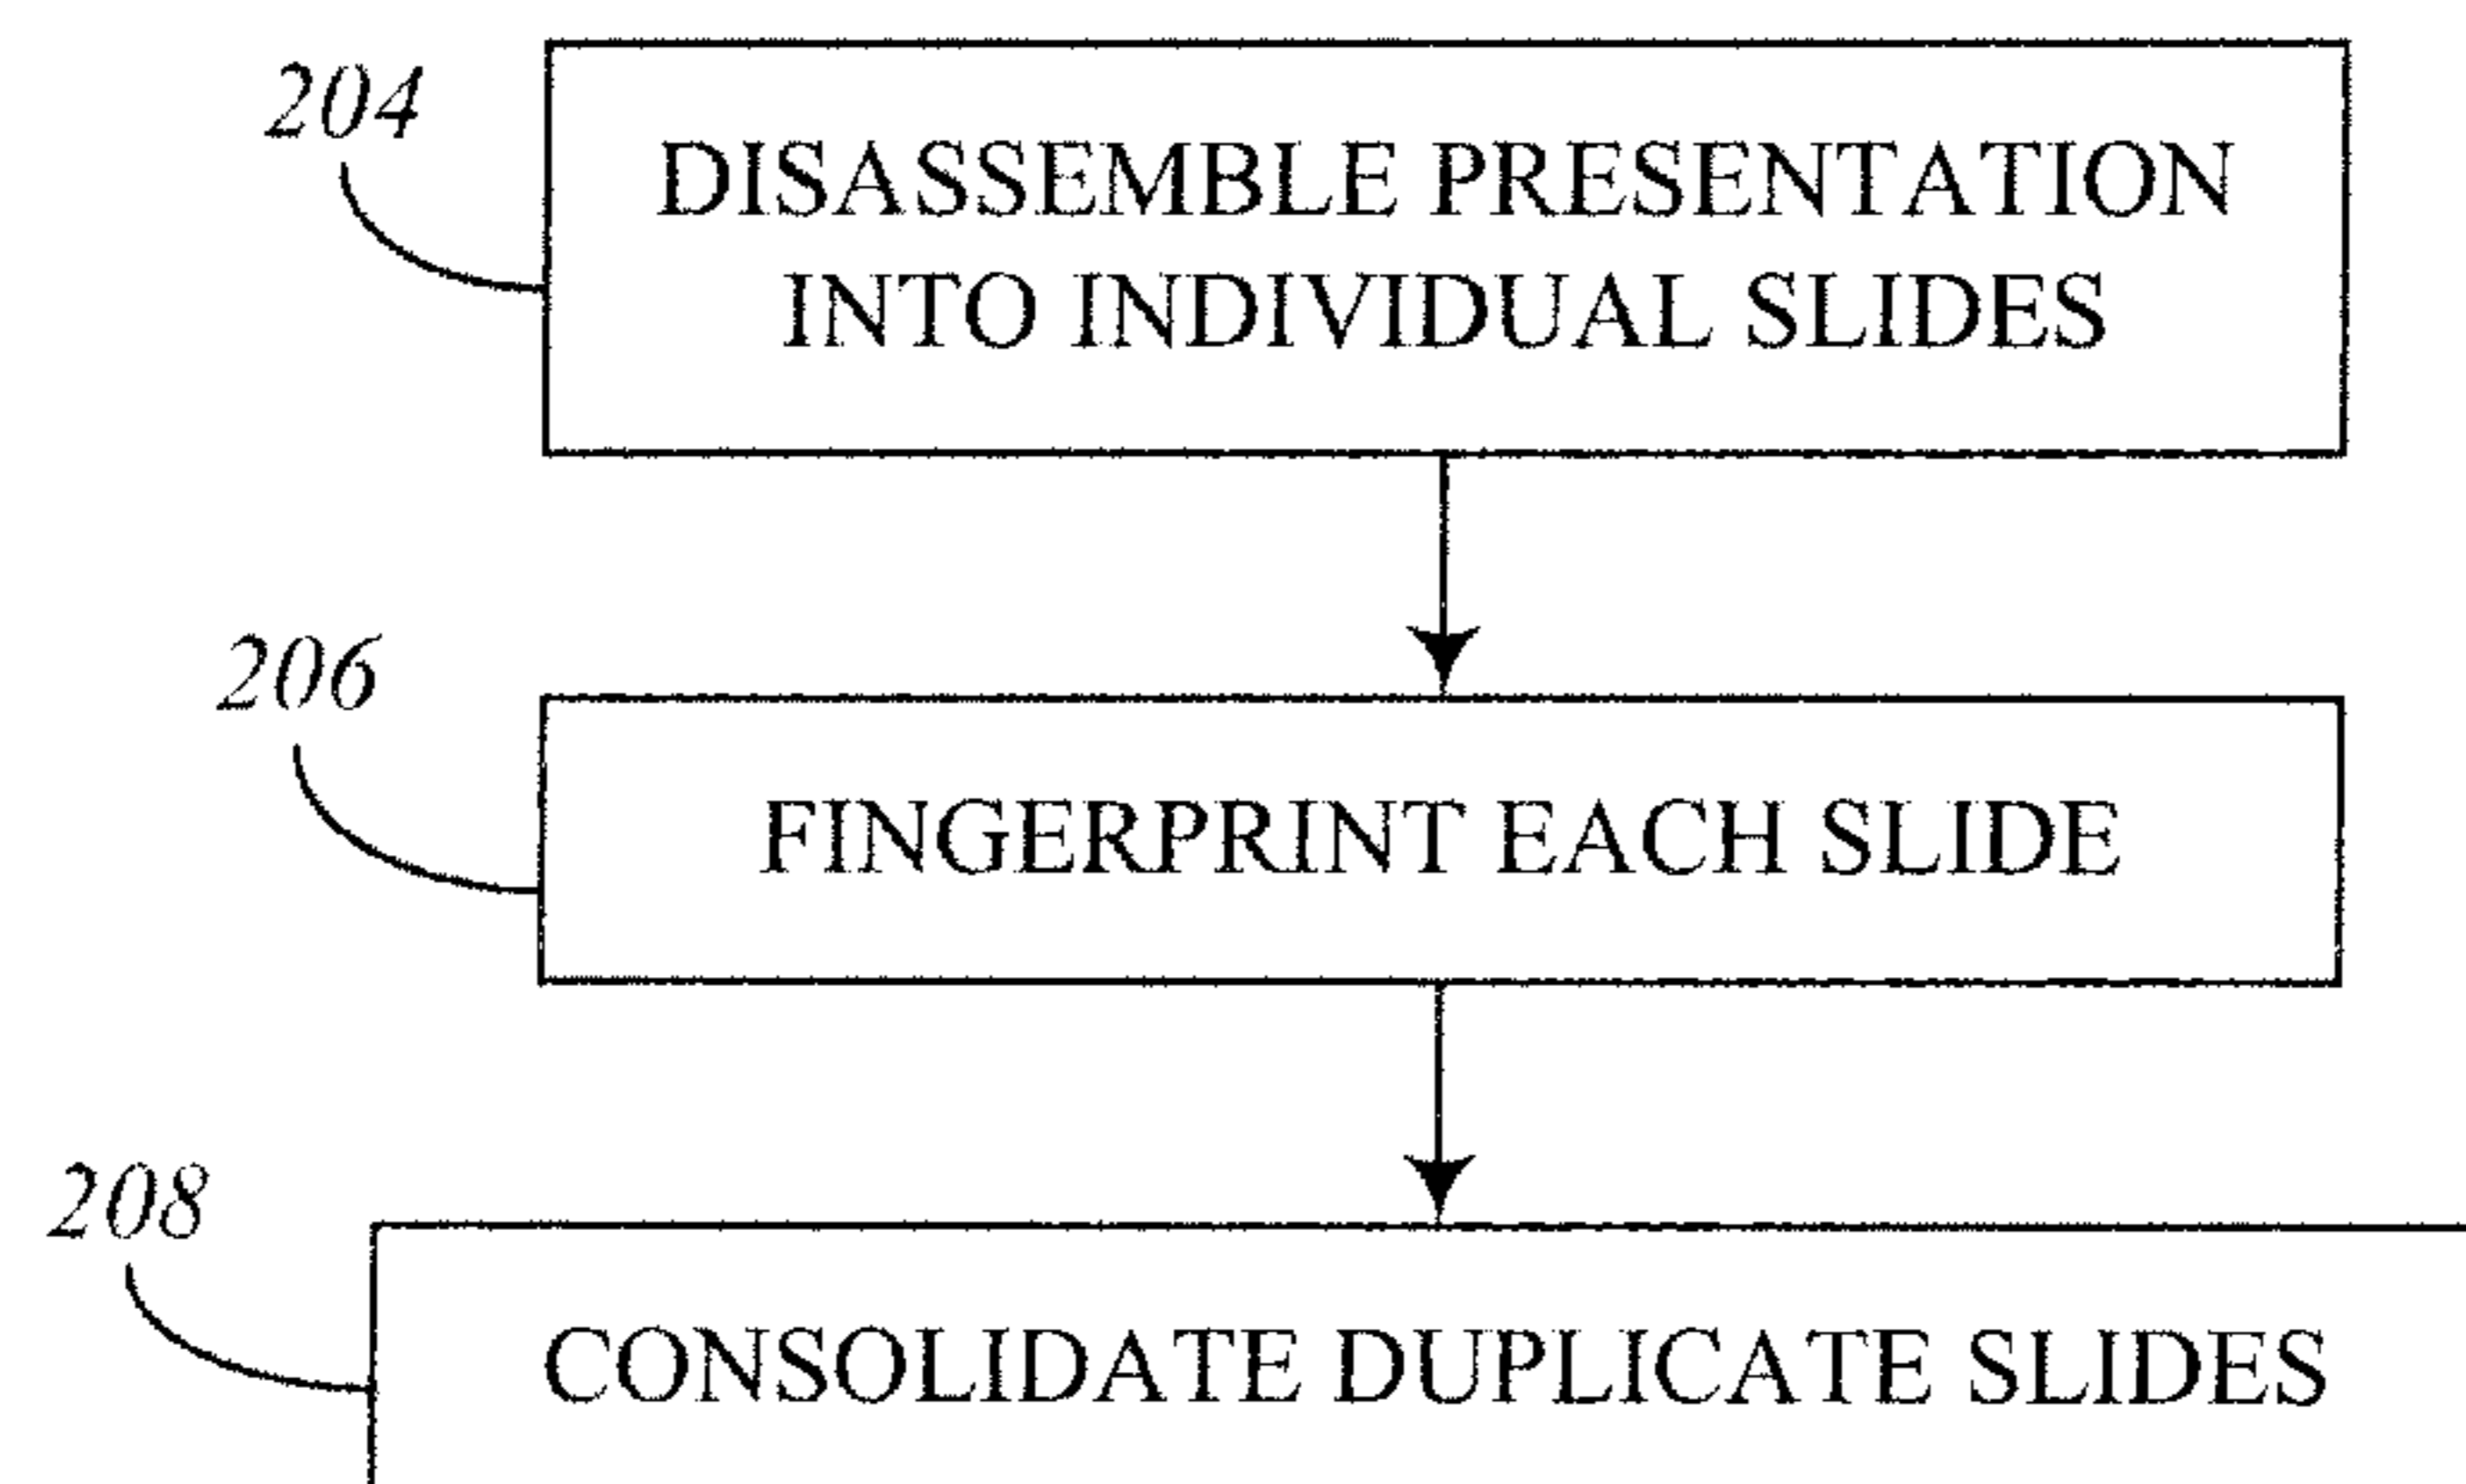 204
DISASSEMBLE PRESENTATION
INTO INDIVIDUAL SLIDES
206
FINGERPRINT EACH SLIDE
208
CONSOLIDATE DUPLICATE SLIDES